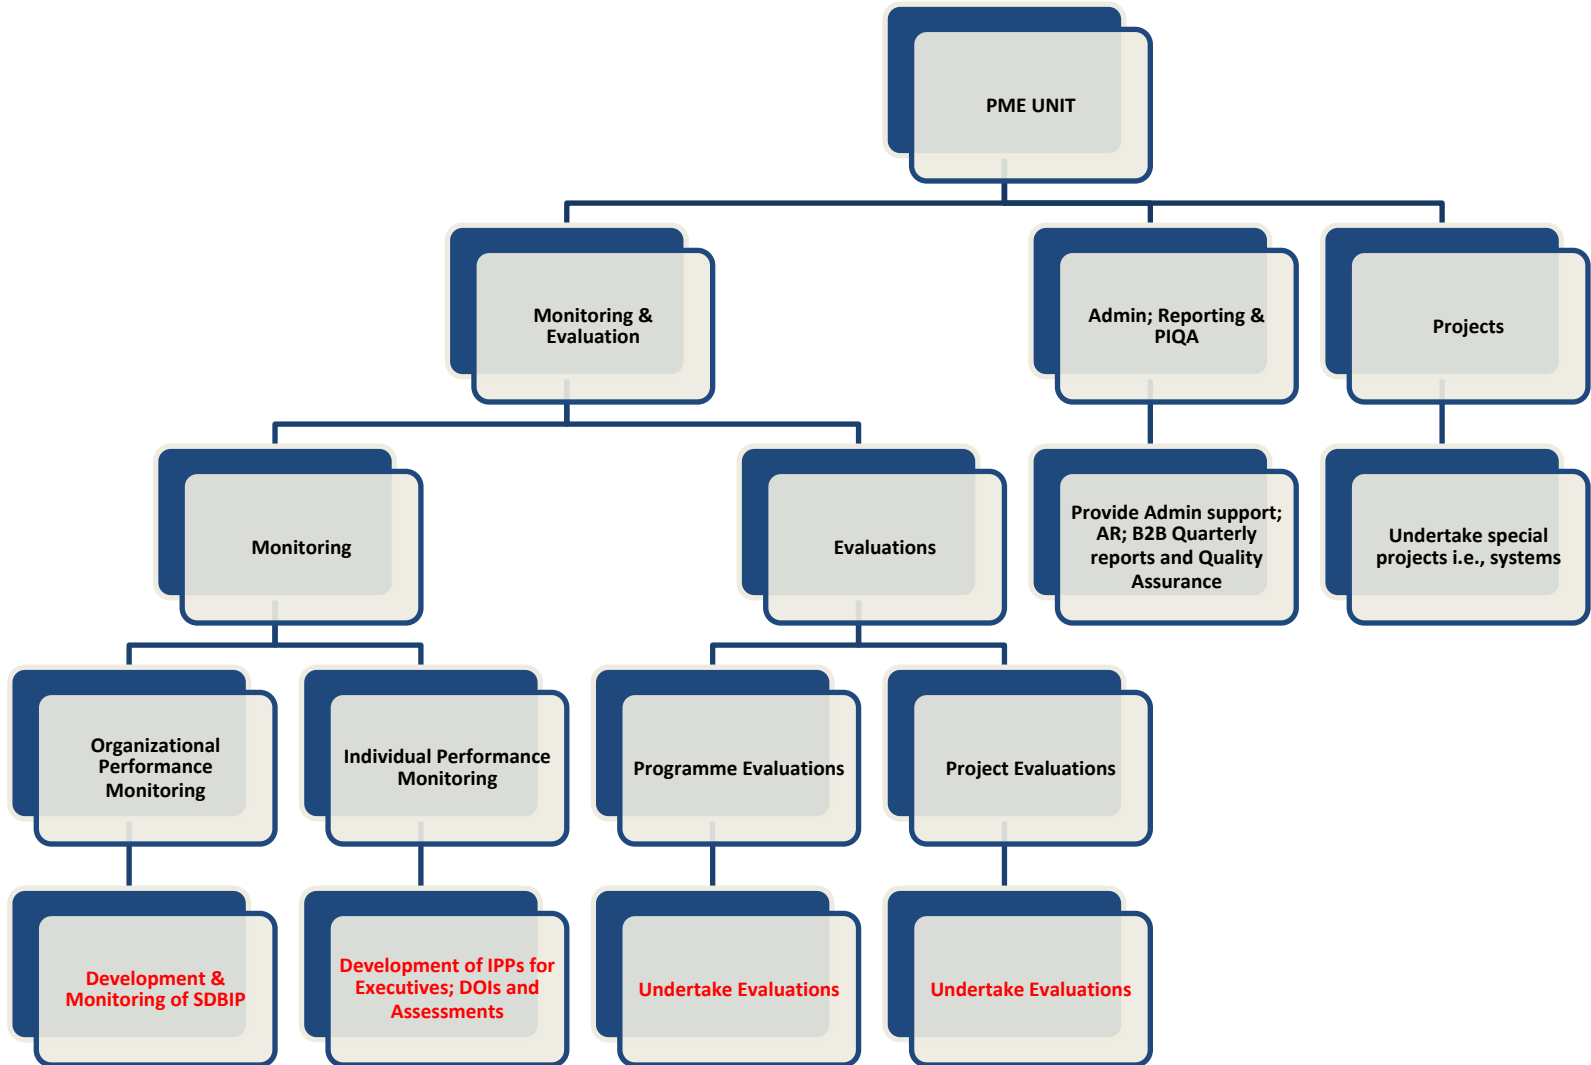 PME UNIT
Monitoring &
Evaluation
Admin; Reporting &
PIQA
Projects
Monitoring
Evaluations
Provide Admin support;
AR; B2B Quarterly
reports and Quality
Assurance
Undertake special
projects i.e., systems
Organizational
Performance
Monitoring
Individual Performance
Monitoring
Programme Evaluations
Project Evaluations
Development &
Monitoring of SDBIP
Development of IPPs for
Executives; DOIs and
Assessments
Undertake Evaluations
Undertake Evaluations